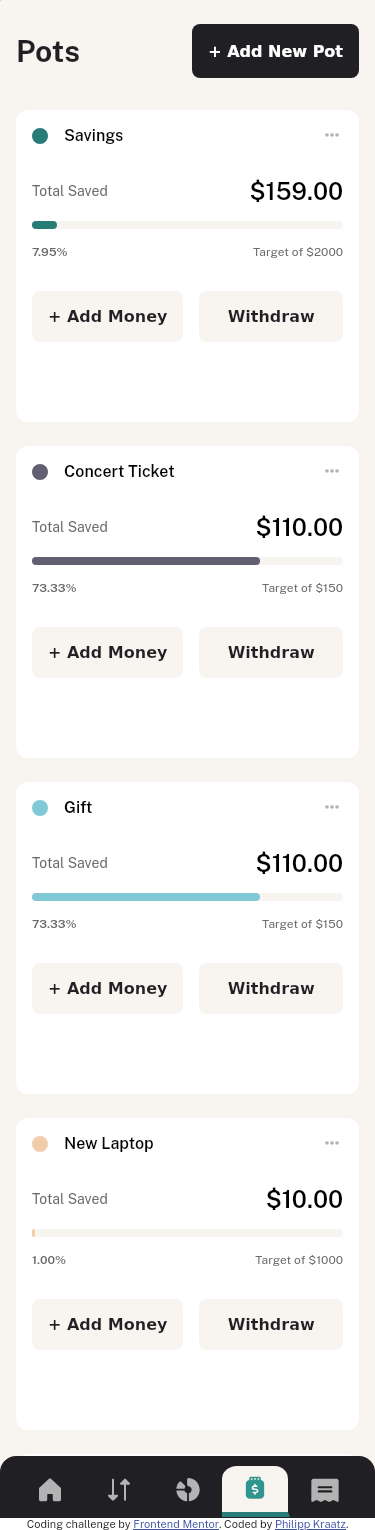 Pots
+ Add New Pot
Savings
Total Saved $159.00
7.95% Target of $2000
+ Add Money Withdraw
Concert Ticket
Total Saved $110.00
73.33% Target of $150
+ Add Money Withdraw
Gift
Total Saved $110.00
73.33% Target of $150
+ Add Money Withdraw
New Laptop
Total Saved $10.00
1.00% Target of $1000
+ Add Money Withdraw
Coding challenge by Frontend Mentor. Coded by Philipp Kraatz.